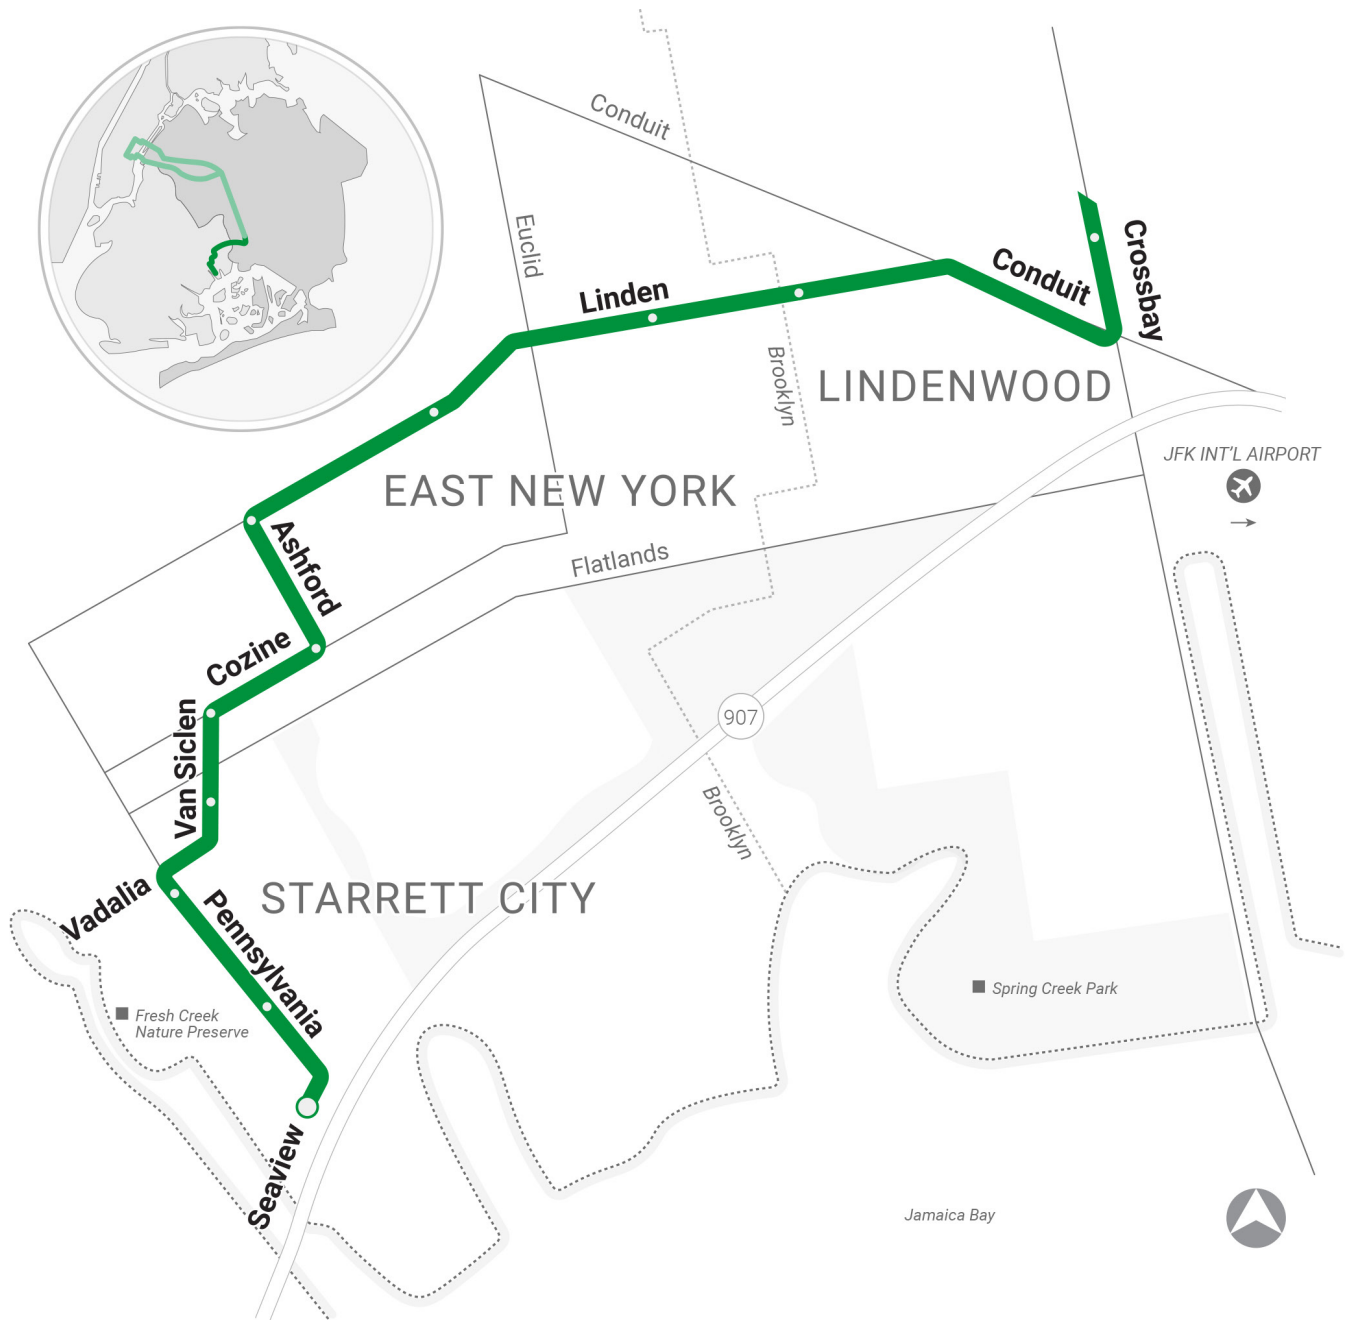 Conduit
Euclid
Crossbay
Conduit
Linden
Brooklyn
LINDENWOOD
JFK INT'L AIRPORT
EAST NEW YORK
Ashford
Flatlands
Cozine
Van Siclen
907
Brooklyn
Vadalia
Pennsylvania
STARRETT CITY
Fresh Creek
Nature Preserve
Spring Creek Park
Seaview
Jamaica Bay